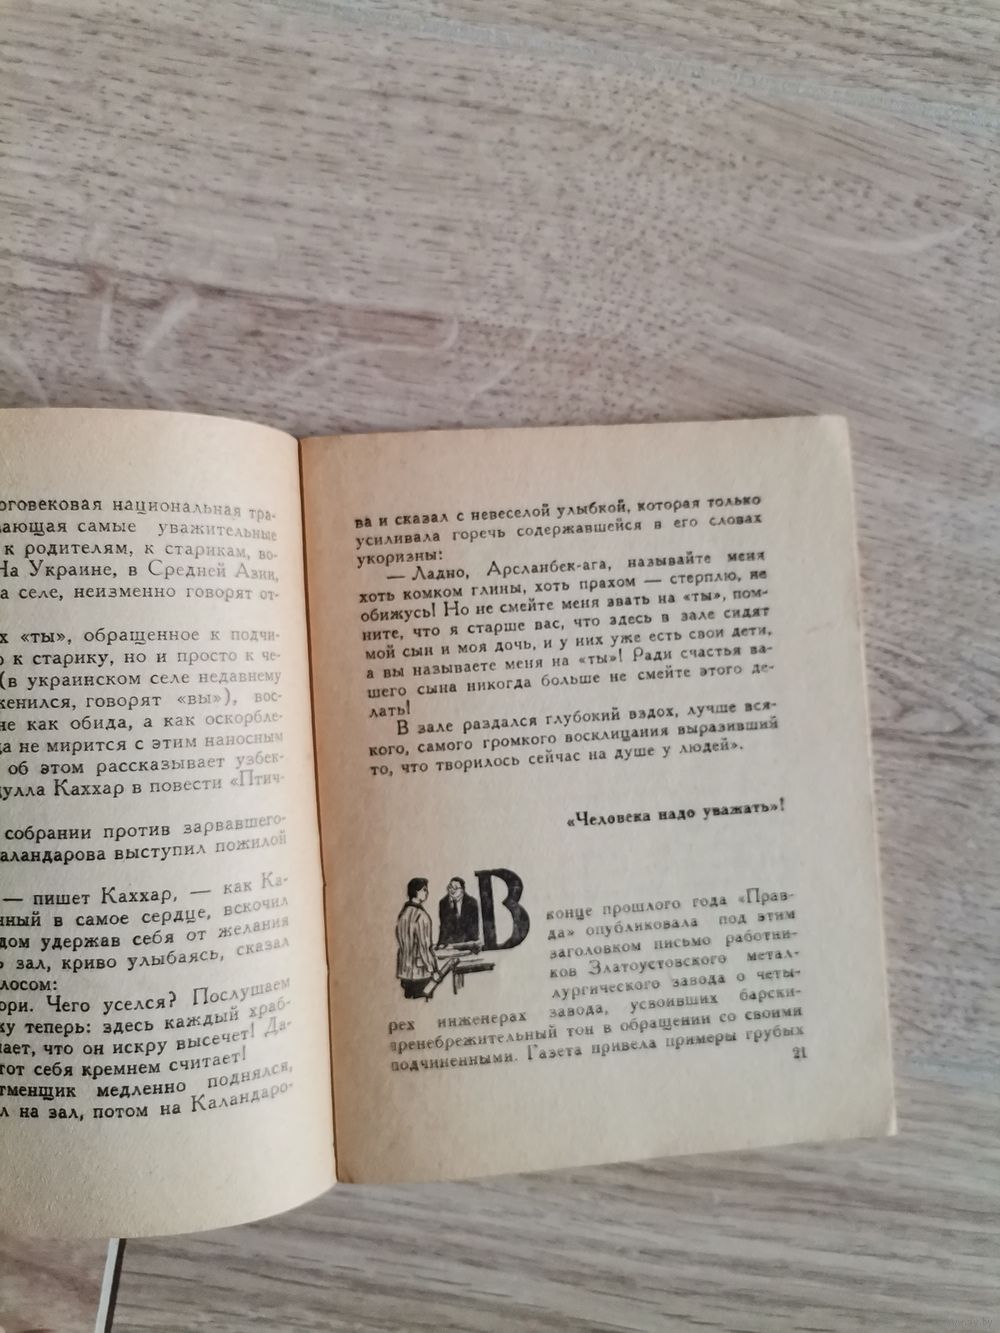 оговековая национальная тра-
ающая самые уважительные
к родителям, к старикам, во-
На Украине, в Средней Азии,
а селе, неизменно говорят от-
х «ты», обращенное к подчи-
о к старику, но и просто к че-
(в украинском селе недавнему
женился, говорят «вы»), вос-
не как обида, а как оскорбле-
да не мирится с этим наносным
об этом рассказывает узбек-
дулла Каххар в повести «Птич-
собрании против зарвавшего-
аландарова выступил пожилой
— пишет Каххар, — как Ка-
нный в самое сердце, вскочил
дом удержав себя от желания
зал, криво улыбаясь, сказал
лосом:
ори. Чего уселся? Послушаем
ку теперь: здесь каждый храб-
ает, что он искру высечет! Да-
тот себя кремнем считает!
тменщик медленно поднялся,
л на зал, потом на Каландаро-
ва и сказал с невеселой улыбкой, которая только
усиливала горечь содержавшейся в его словах
укоризны:
— Ладно, Арсланбек-ага, называйте меня
хоть комком глины, хоть прахом — стерплю, не
обижусь! Но не смейте меня звать на «ты», пом-
ните, что я старше вас, что здесь в зале сидят
мой сын и моя дочь, и у них уже есть свои дети,
а вы называете меня на «ты»! Ради счастья ва-
шего сына никогда больше не смейте этого де-
лать!
В зале раздался глубокий вздох, лучше вся-
кого, самого громкого восклицания выразивший
то, что творилось сейчас на душе у людей».
«Человека надо уважать»!
В конце прошлого года «Прав-
да» опубликовала под этим
заголовком письмо работни-
ков Златоустовского метал-
лургического завода о четы-
рех инженерах завода, усвоивших барски-
пренебрежительный тон в обращении со своими
подчиненными. Газета привела примеры грубых
21